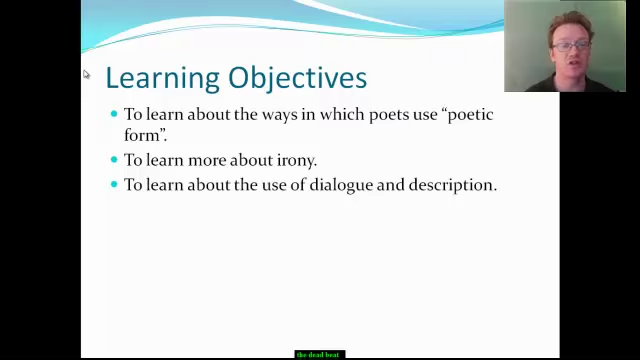 Learning Objectives
• To learn about the ways in which poets use “poetic
form”.
• To learn more about irony.
• To learn about the use of dialogue and description.
the dead beat